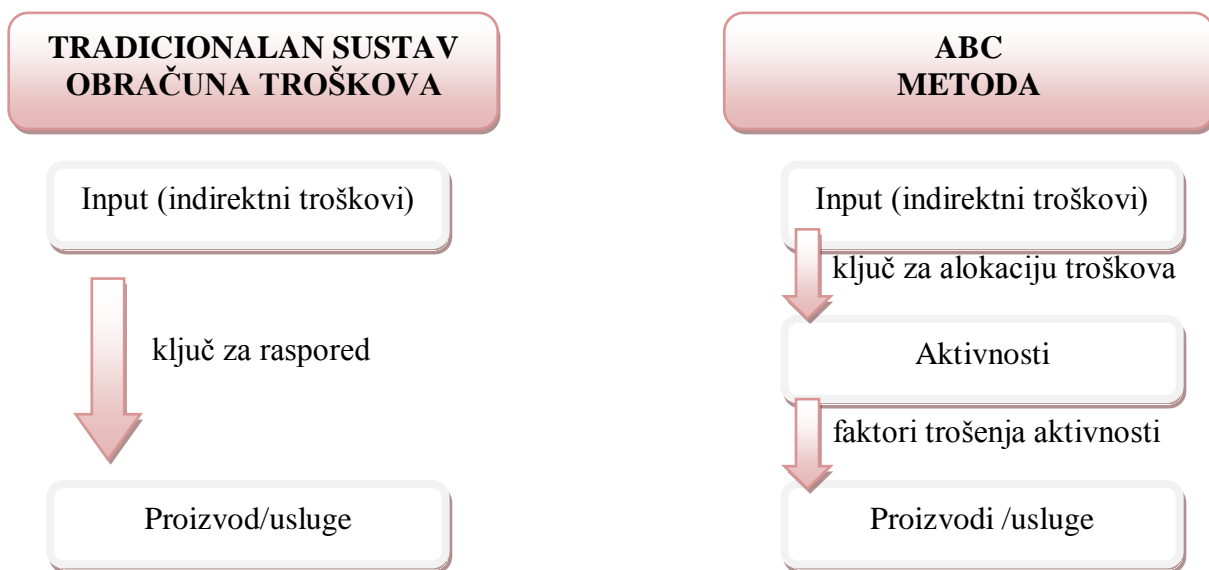 TRADICIONALAN SUSTAV
OBRAČUNA TROŠKOVA
Input (indirektni troškovi)
ključ za raspored
Proizvod/usluge
ABC
METODA
Input (indirektni troškovi)
ključ za alokaciju troškova
Aktivnosti
faktori trošenja aktivnosti
Proizvodi /usluge